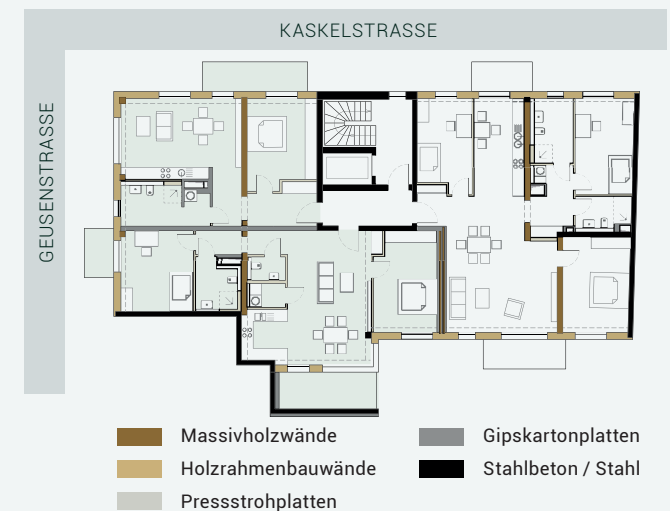 KASKELSTRASSE
GEUSENSTRASSE
Massivholzwände
Holzrahmenbauwände
Pressstrohplatten
Gipskartonplatten
Stahlbeton / Stahl